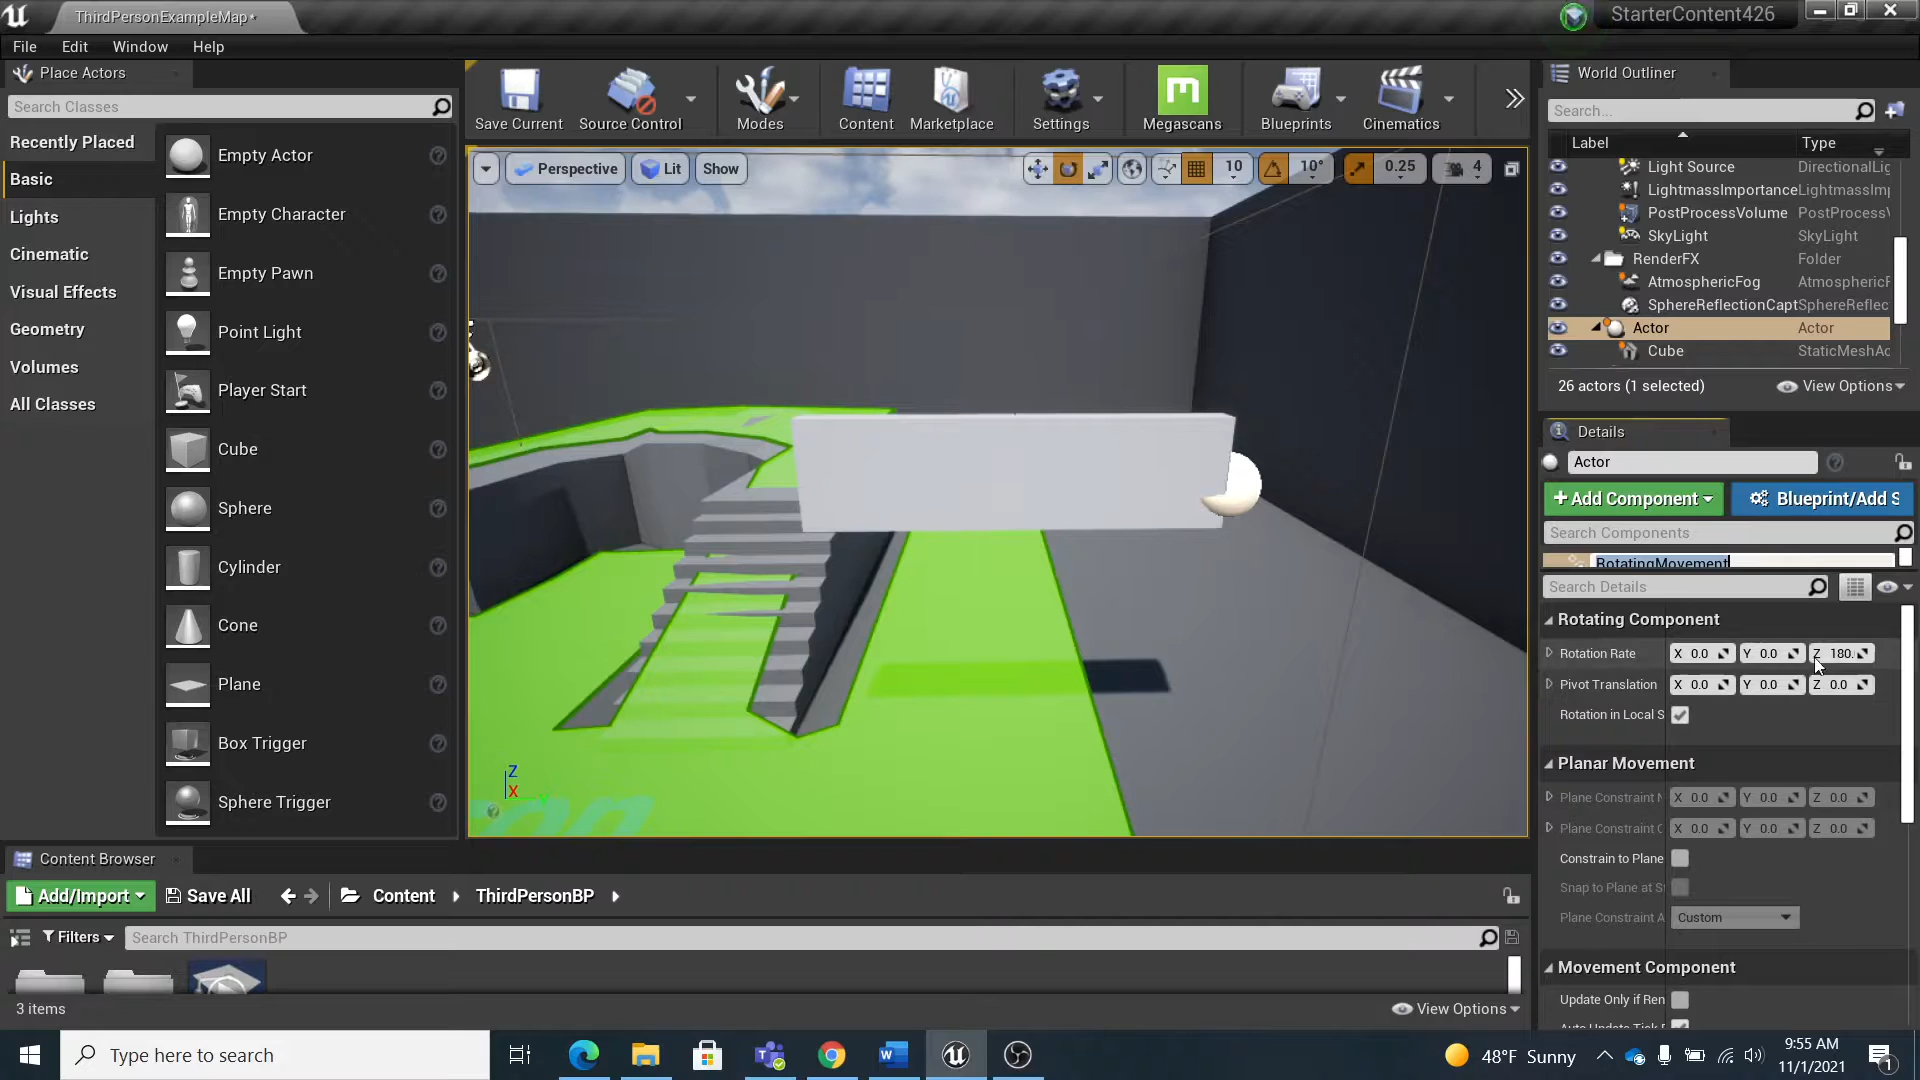 ThirdPersonExampleMap*
StarterContent426
File Edit Window Help
Place Actors
Search Classes
Recently Placed
Basic
Lights
Cinematic
Visual Effects
Geometry
Volumes
All Classes
Empty Actor
Empty Character
Empty Pawn
Point Light
Player Start
Cube
Sphere
Cylinder
Cone
Plane
Box Trigger
Sphere Trigger
Save Current Source Control Modes Content Marketplace Settings Megascans Blueprints Cinematics
Perspective Lit Show 10 10° 0.25 4
Z
X
World Outliner
Search...
Label Type
Light Source DirectionalLig
LightmassImportance LightmassImp
PostProcessVolume PostProcessV
SkyLight SkyLight
RenderFX Folder
AtmosphericFog AtmosphericF
SphereReflectionCapt SphereReflec
Actor Actor
Cube StaticMeshAc
26 actors (1 selected) View Options
Details
Actor
+Add Component Blueprint/Add S
Search Components
RotatingMovement
Search Details
Rotating Component
Rotation Rate X 0.0 Y 0.0 Z 180.
Pivot Translation X 0.0 Y 0.0 Z 0.0
Rotation in Local S
Planar Movement
Plane Constraint N X 0.0 Y 0.0 Z 0.0
Plane Constraint O X 0.0 Y 0.0 Z 0.0
Constrain to Plane
Snap to Plane at St
Plane Constraint A Custom
Movement Component
Update Only if Ren
Auto Update Tick
Content Browser
Add/Import Save All Content ThirdPersonBP
Filters Search ThirdPersonBP
3 items View Options
Type here to search
48°F Sunny
9:55 AM
11/1/2021
1